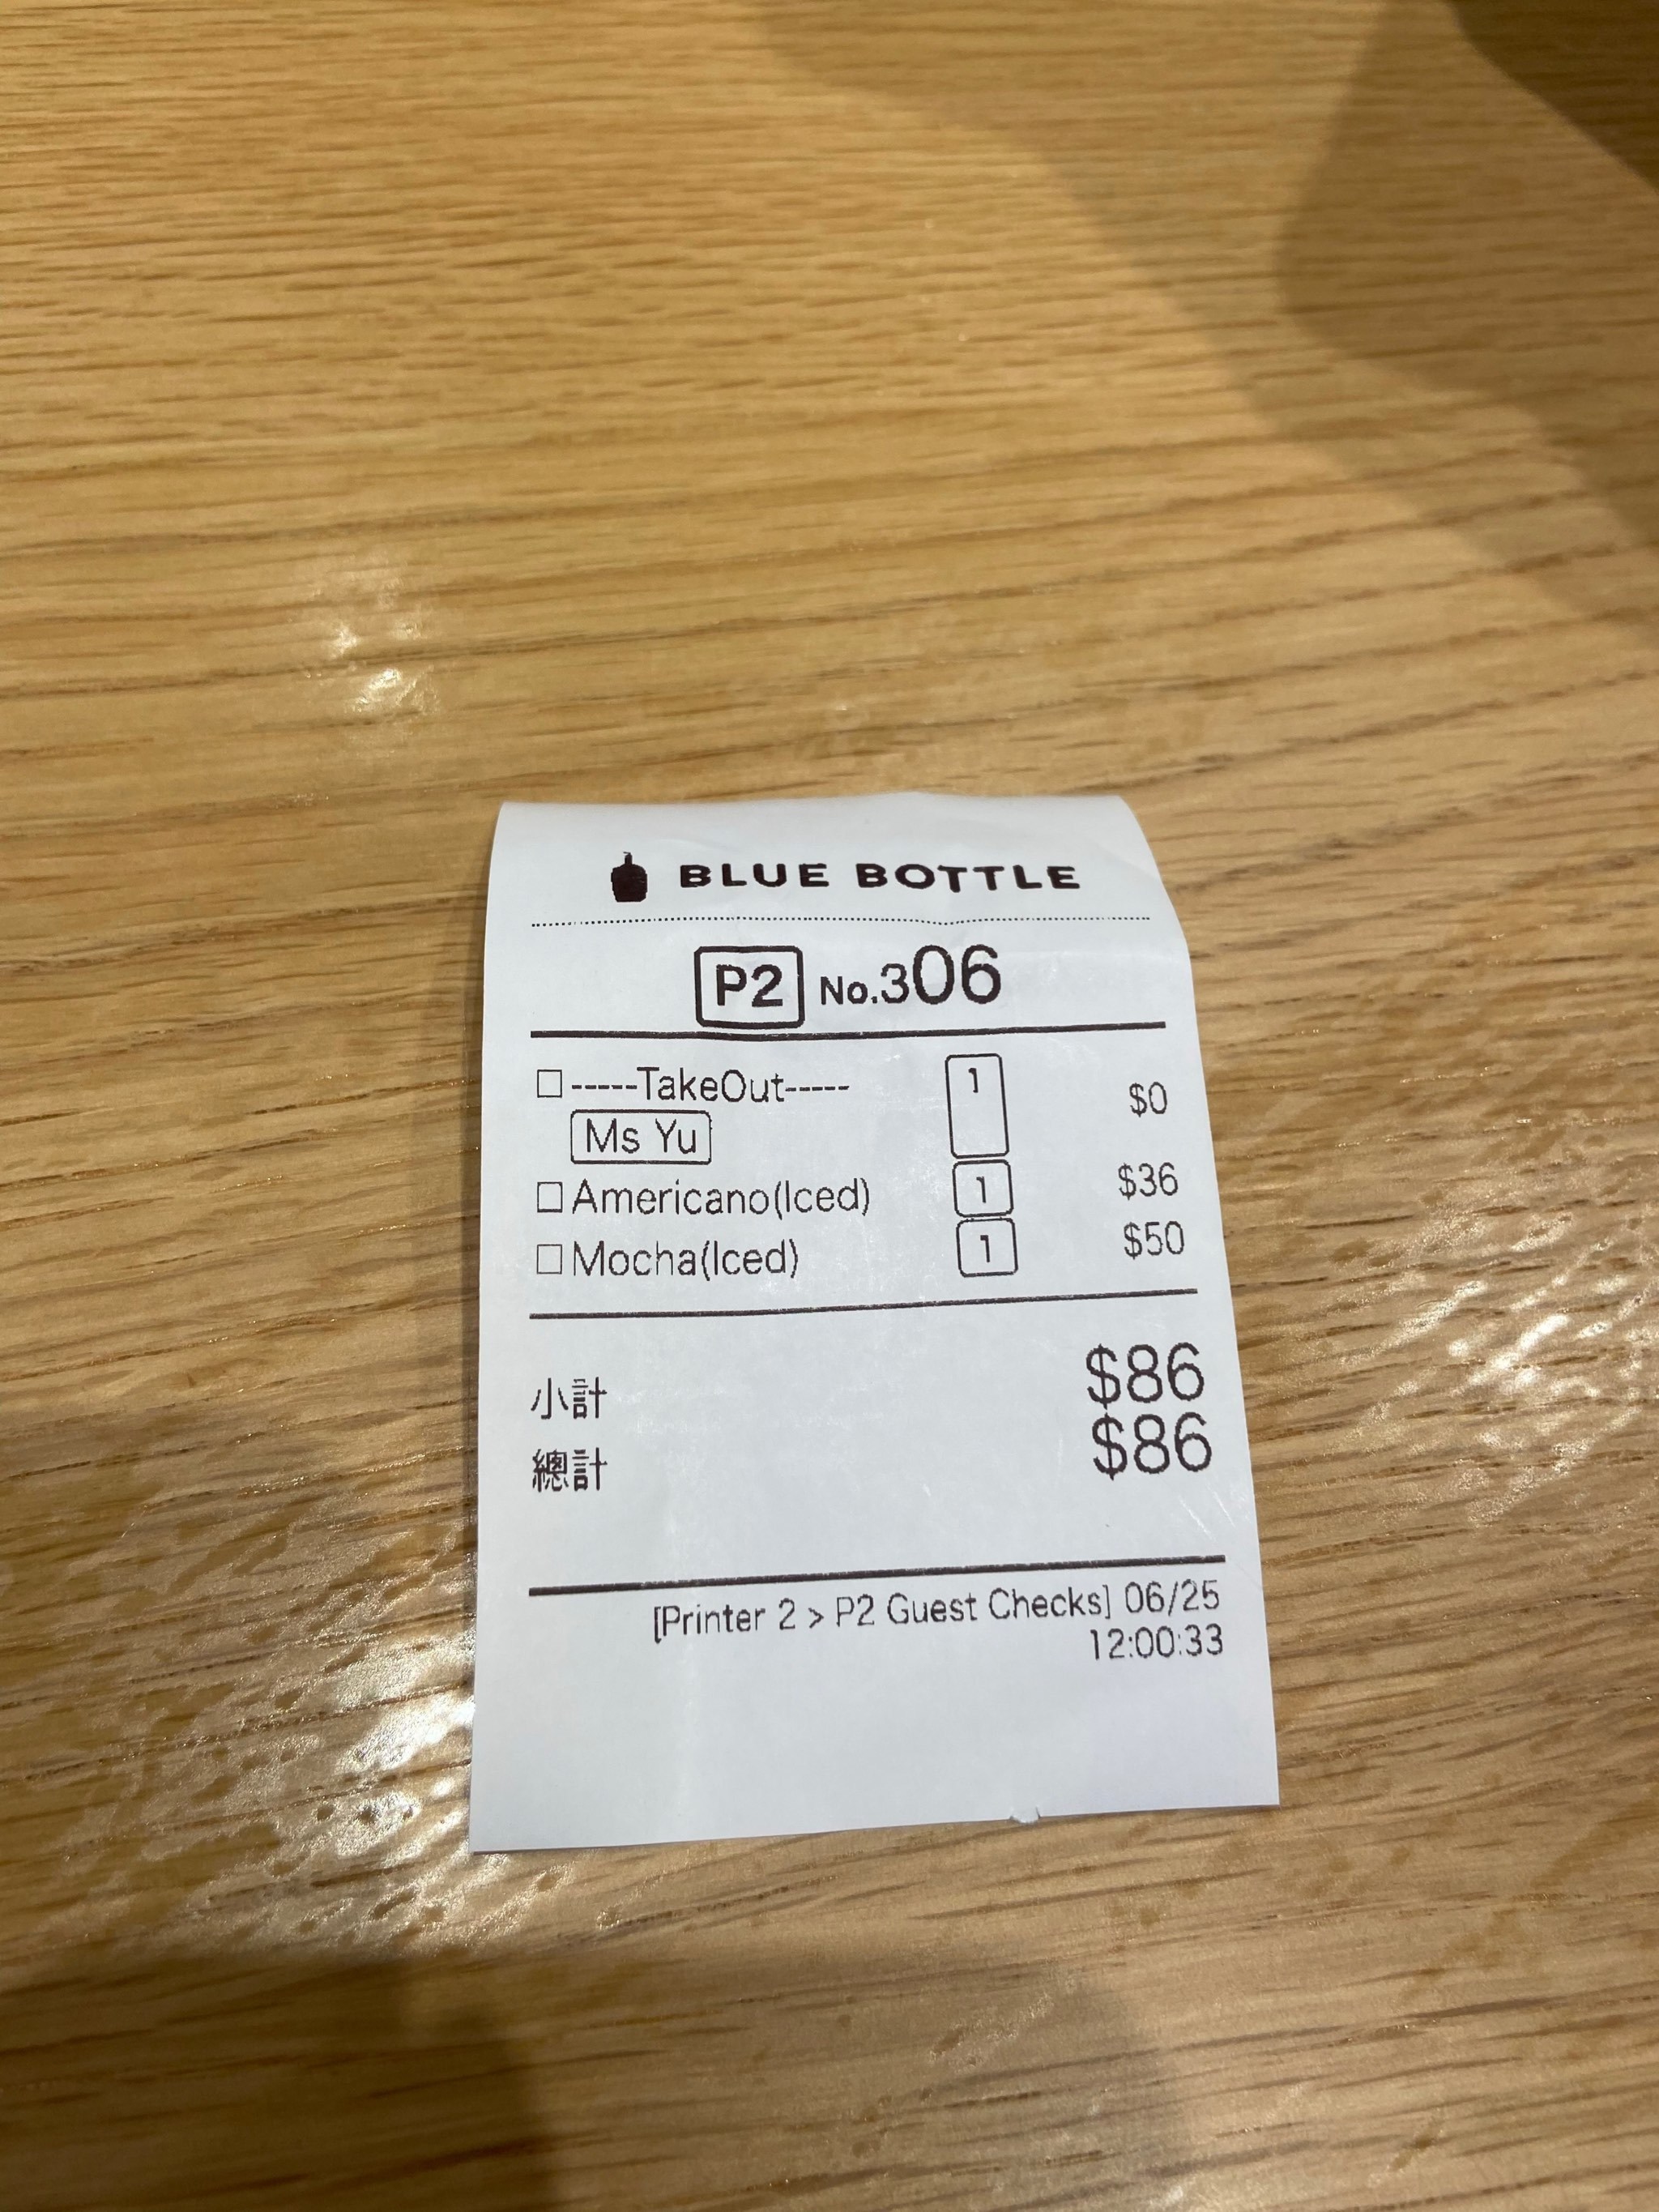 BLUE BOTTLE
P2 No.306
-----TakeOut----- 1 $0
Ms Yu
Americano(Iced) 1 $36
Mocha(Iced) 1 $50
小計 $86
總計 $86
[Printer 2 > P2 Guest Checks] 06/25
12:00:33